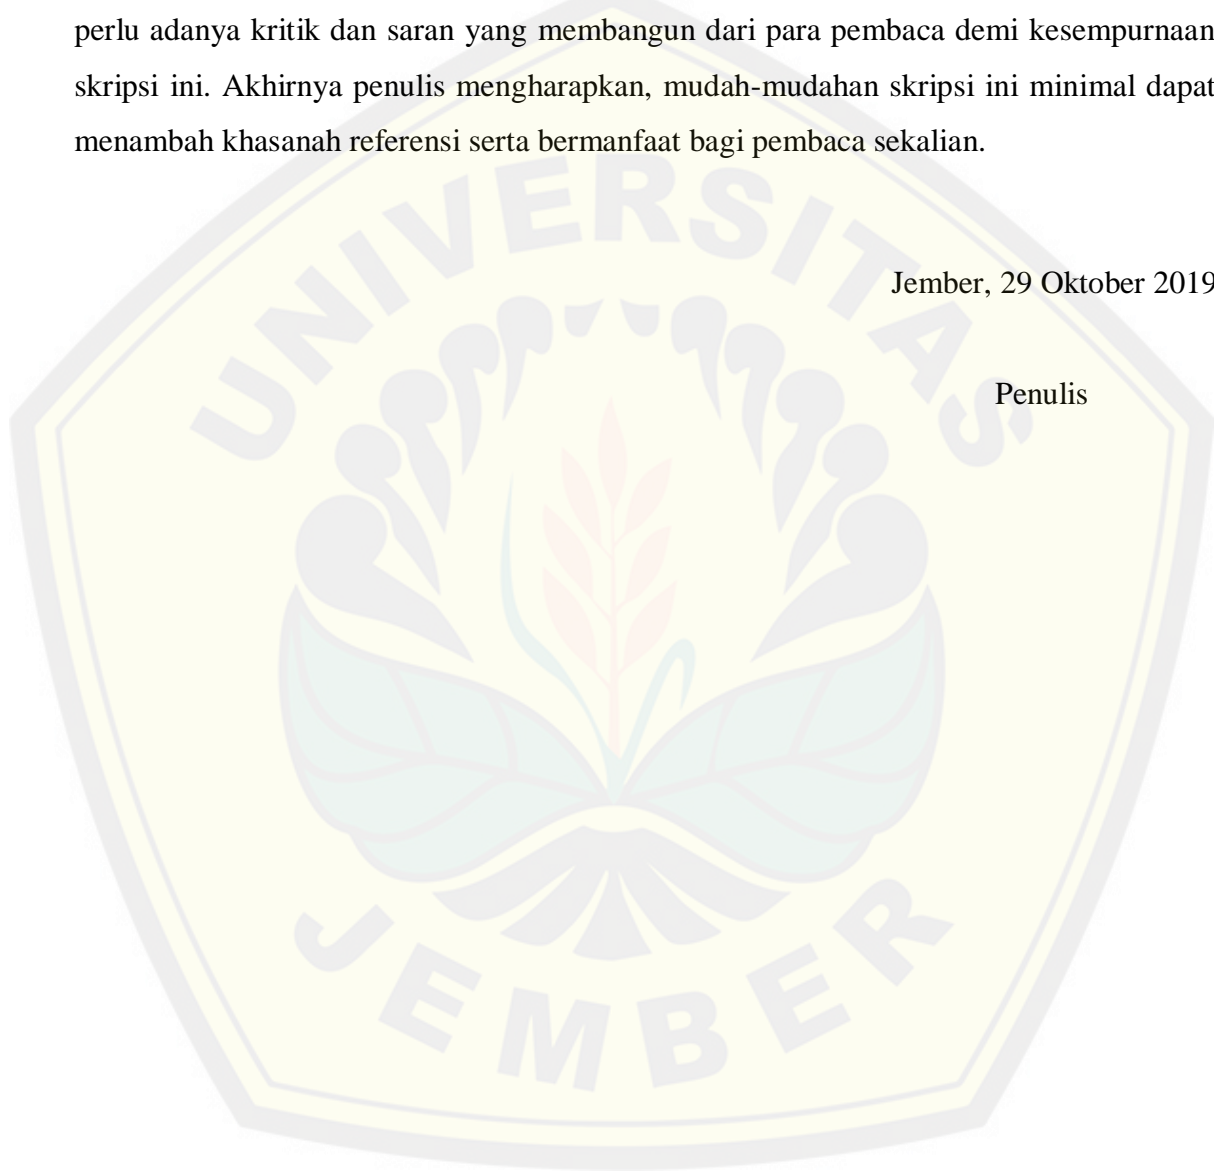 perlu adanya kritik dan saran yang membangun dari para pembaca demi kesempurnaan
skripsi ini. Akhirnya penulis mengharapkan, mudah-mudahan skripsi ini minimal dapat
menambah khasanah referensi serta bermanfaat bagi pembaca sekalian.
UNIVERSITAS
Jember, 29 Oktober 2019
Penulis
JEMBER